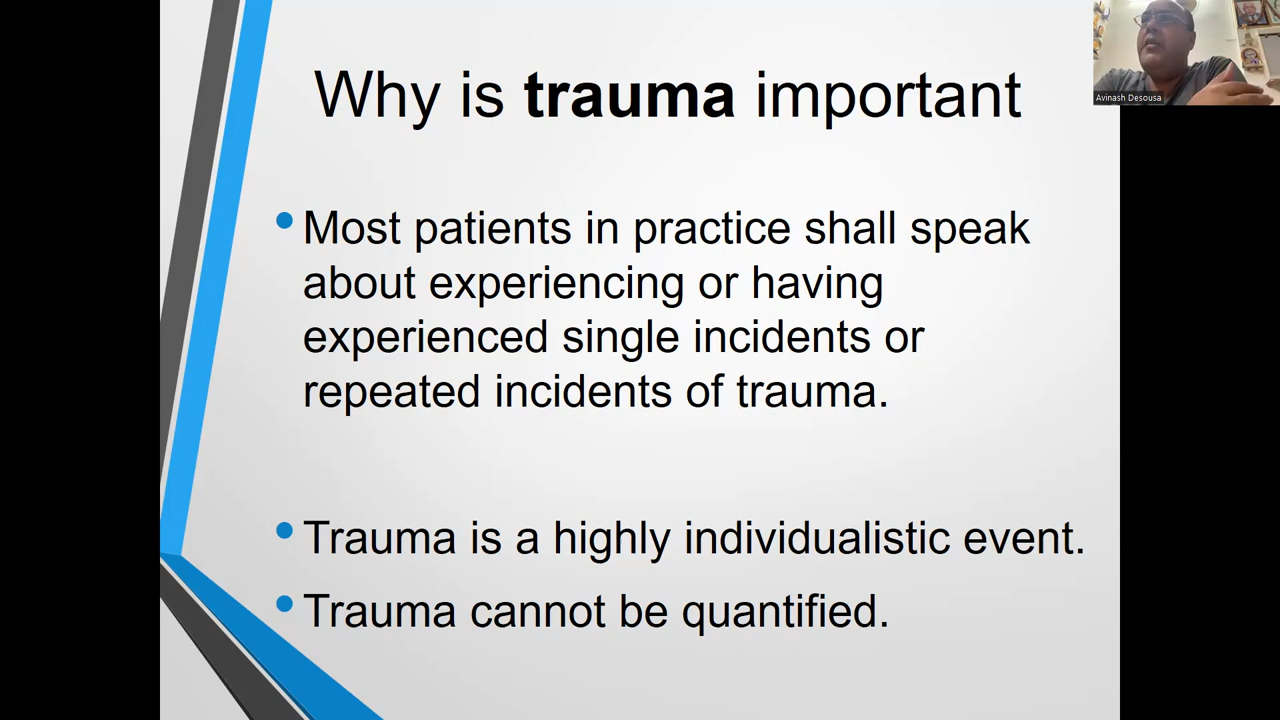 Why is trauma important
Avinash Desousa
Most patients in practice shall speak
about experiencing or having
experienced single incidents or
repeated incidents of trauma.
Trauma is a highly individualistic event.
Trauma cannot be quantified.